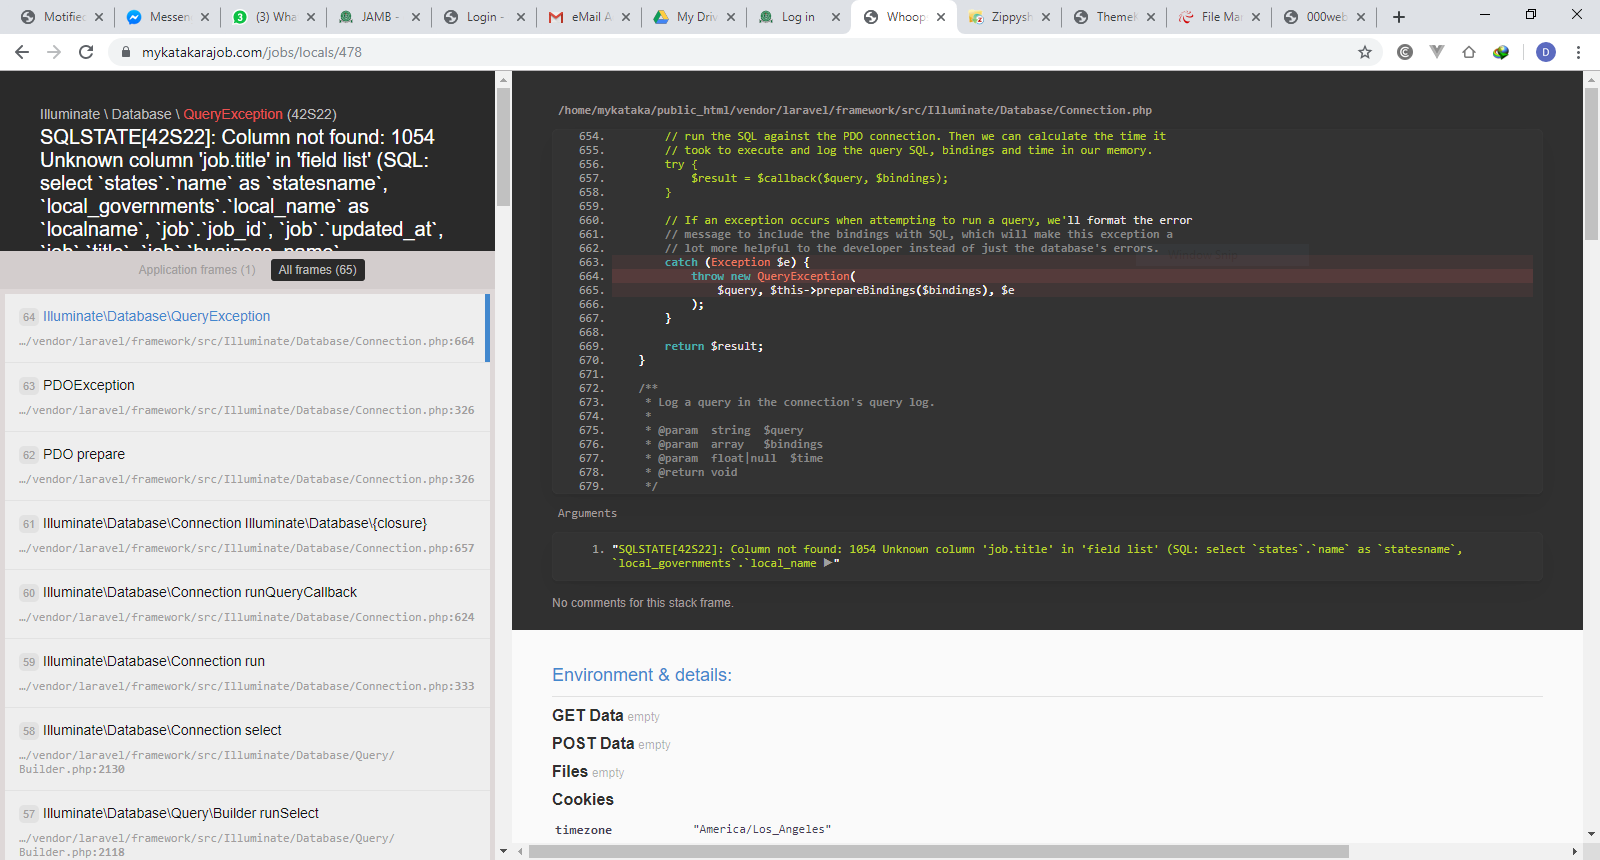 Motified
Messen
(3) Wha
JAMB -
Login -
eMail A
My Driv
Log in
Whoop
Zippysh
ThemeF
File Ma
000web
mykatakarajob.com/jobs/locals/478
D
Illuminate \ Database \ QueryException (42S22)
SQLSTATE[42S22]: Column not found: 1054
Unknown column 'job.title' in 'field list' (SQL:
select `states`.`name` as `statesname`,
`local_governments`.`local_name` as
`localname`, `job`.`job_id`, `job`.`updated_at`,
`job`.`title`, `job`.`business_name`,
Application frames (1) All frames (65)
64 Illuminate\Database\QueryException
…/vendor/laravel/framework/src/Illuminate/Database/Connection.php:664
63 PDOException
…/vendor/laravel/framework/src/Illuminate/Database/Connection.php:326
62 PDO prepare
…/vendor/laravel/framework/src/Illuminate/Database/Connection.php:326
61 Illuminate\Database\Connection Illuminate\Database\{closure}
…/vendor/laravel/framework/src/Illuminate/Database/Connection.php:657
60 Illuminate\Database\Connection runQueryCallback
…/vendor/laravel/framework/src/Illuminate/Database/Connection.php:624
59 Illuminate\Database\Connection run
…/vendor/laravel/framework/src/Illuminate/Database/Connection.php:333
58 Illuminate\Database\Connection select
…/vendor/laravel/framework/src/Illuminate/Database/Query/
Builder.php:2130
57 Illuminate\Database\Query\Builder runSelect
…/vendor/laravel/framework/src/Illuminate/Database/Query/
Builder.php:2118
/home/mykataka/public_html/vendor/laravel/framework/src/Illuminate/Database/Connection.php
654. // run the SQL against the PDO connection. Then we can calculate the time it
655. // took to execute and log the query SQL, bindings and time in our memory.
656. try {
657. $result = $callback($query, $bindings);
658. }
659.
660. // If an exception occurs when attempting to run a query, we'll format the error
661. // message to include the bindings with SQL, which will make this exception a
662. // lot more helpful to the developer instead of just the database's errors.
663. catch (Exception $e) {
664. throw new QueryException(
665. $query, $this->prepareBindings($bindings), $e
666. );
667. }
668.
669. return $result;
670. }
671.
672. /**
673. * Log a query in the connection's query log.
674. *
675. * @param string $query
676. * @param array $bindings
677. * @param float|null $time
678. * @return void
679. */
Arguments
1. "SQLSTATE[42S22]: Column not found: 1054 Unknown column 'job.title' in 'field list' (SQL: select `states`.`name` as `statesname`,
`local_governments`.`local_name ▶"
No comments for this stack frame.
Environment & details:
GET Data empty
POST Data empty
Files empty
Cookies
timezone "America/Los_Angeles"